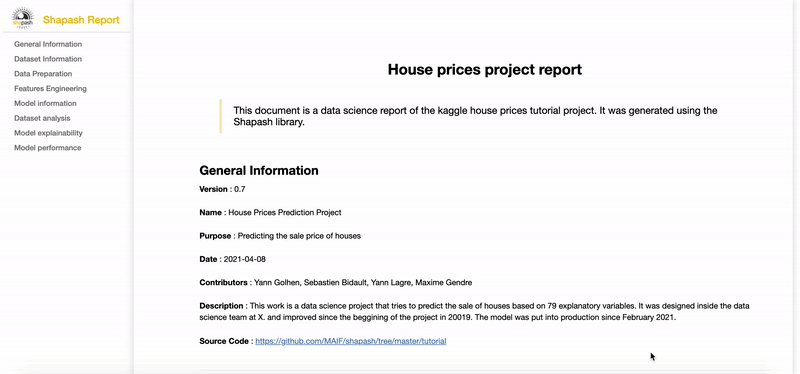 shapash
Shapash Report
General Information
Dataset Information
Data Preparation
Features Engineering
Model information
Dataset analysis
Model explainability
Model performance
House prices project report
This document is a data science report of the kaggle house prices tutorial project. It was generated using the
Shapash library.
General Information
Version : 0.7
Name : House Prices Prediction Project
Purpose : Predicting the sale price of houses
Date : 2021-04-08
Contributors : Yann Golhen, Sebastien Bidault, Yann Lagre, Maxime Gendre
Description : This work is a data science project that tries to predict the sale of houses based on 79 explanatory variables. It was designed inside the data
science team at X. and improved since the beggining of the project in 20019. The model was put into production since February 2021.
Source Code : https://github.com/MAIF/shapash/tree/master/tutorial